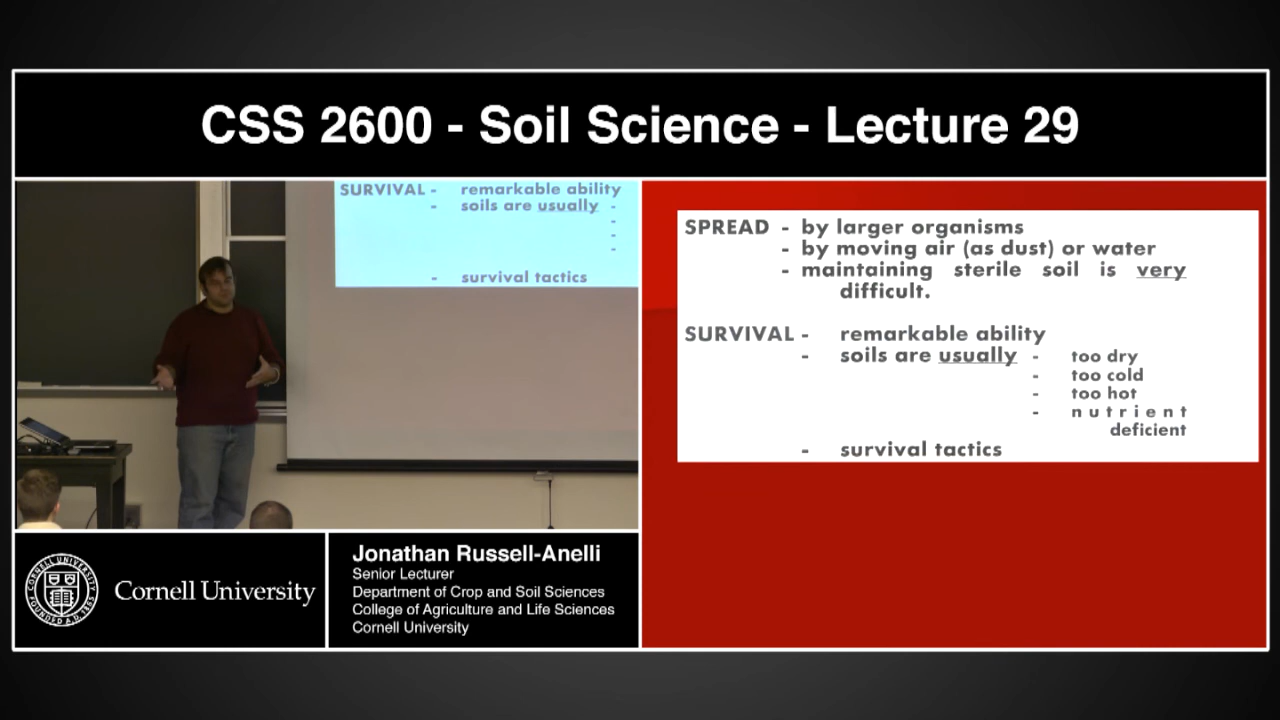 CSS 2600 - Soil Science - Lecture 29
SURVIVAL - remarkable ability
- soils are usually -
-
-
-
- survival tactics
SPREAD - by larger organisms
- by moving air (as dust) or water
- maintaining sterile soil is very
difficult.
SURVIVAL - remarkable ability
- soils are usually - too dry
- too cold
- too hot
- nutrient
deficient
- survival tactics
Cornell University
Jonathan Russell-Anelli
Senior Lecturer
Department of Crop and Soil Sciences
College of Agriculture and Life Sciences
Cornell University